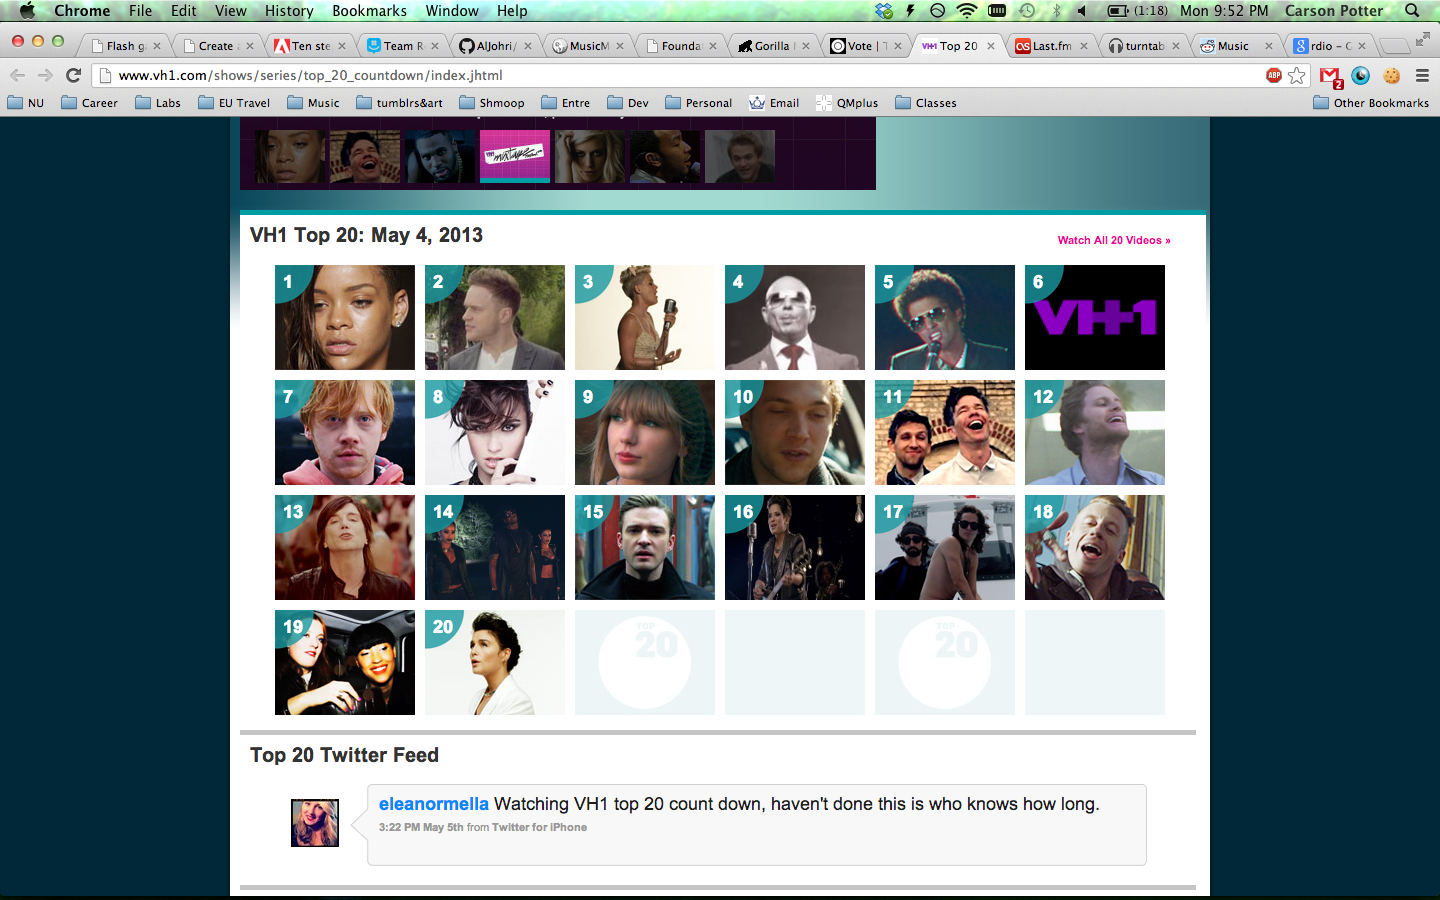 Chrome File Edit View History Bookmarks Window Help (1:18) Mon 9:52 PM Carson Potter
Flash g Create Ten ste Team R AlJohri/ MusicM Founda Gorilla Vote | T VH1 Top 20 Last.fm turntab Music rdio – C
www.vh1.com/shows/series/top_20_countdown/index.jhtml ABP 2
NU Career Labs EU Travel Music tumblrs&art Shmoop Entre Dev Personal Email QMplus Classes Other Bookmarks
VH1 Top 20: May 4, 2013
Watch All 20 Videos »
1 2 3 4 5 6 VH1
7 8 9 10 11 12
13 14 15 16 17 18
19 20 TOP 20 TOP 20
Top 20 Twitter Feed
eleanormella Watching VH1 top 20 count down, haven't done this is who knows how long.
3:22 PM May 5th from Twitter for iPhone